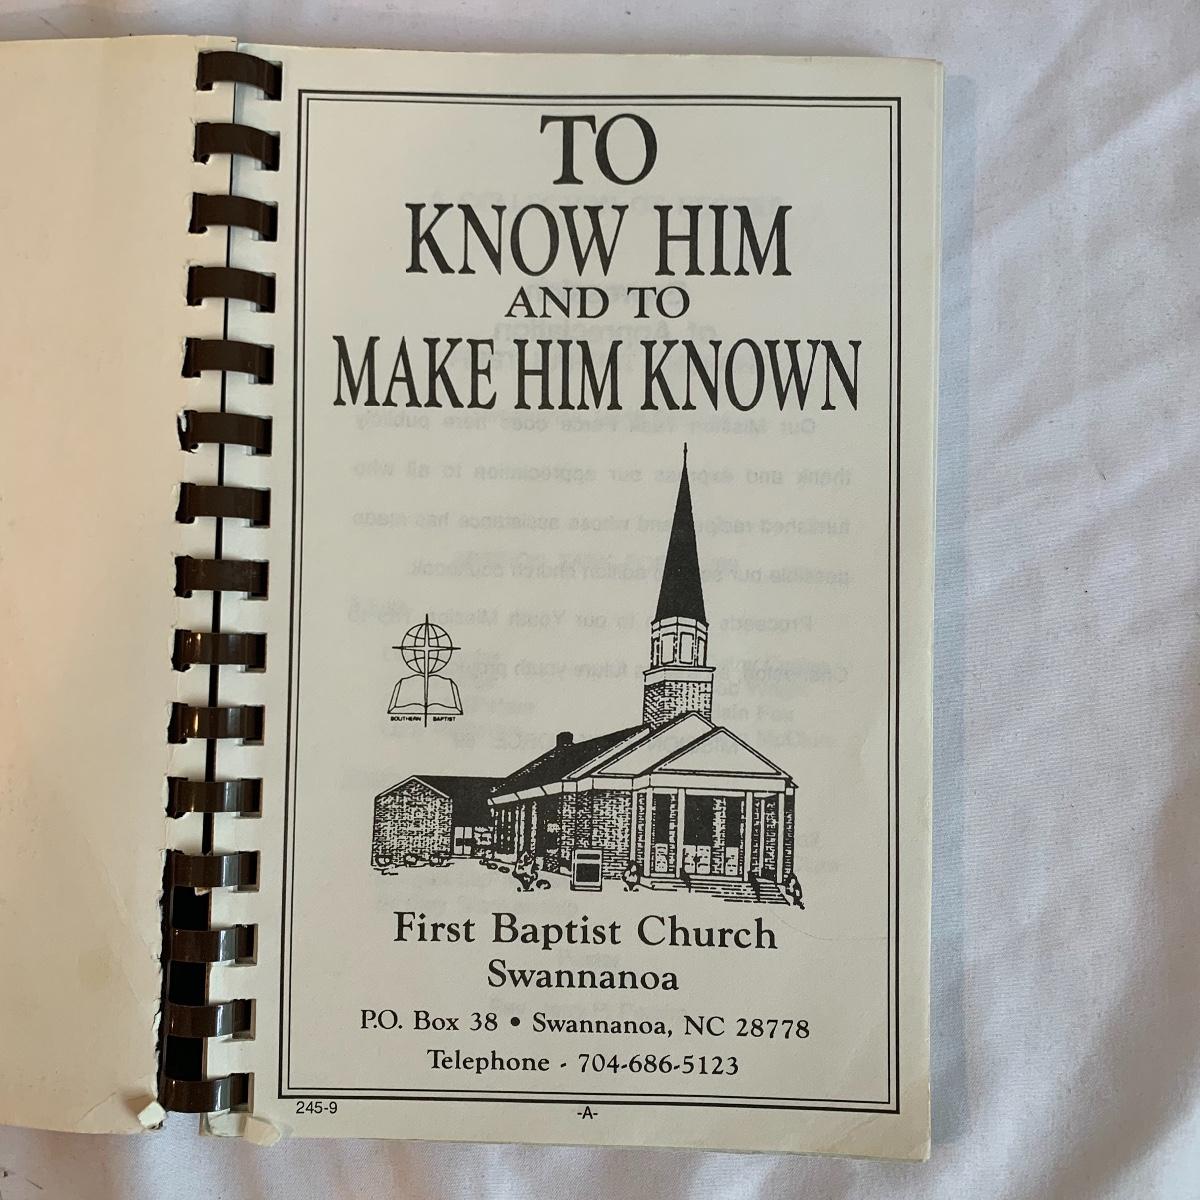 TO
KNOW HIM
AND TO
MAKE HIM KNOWN
SOUTHERN BAPTIST
First Baptist Church
Swannanoa
P.O. Box 38 • Swannanoa, NC 28778
Telephone - 704-686-5123
245-9
-A-